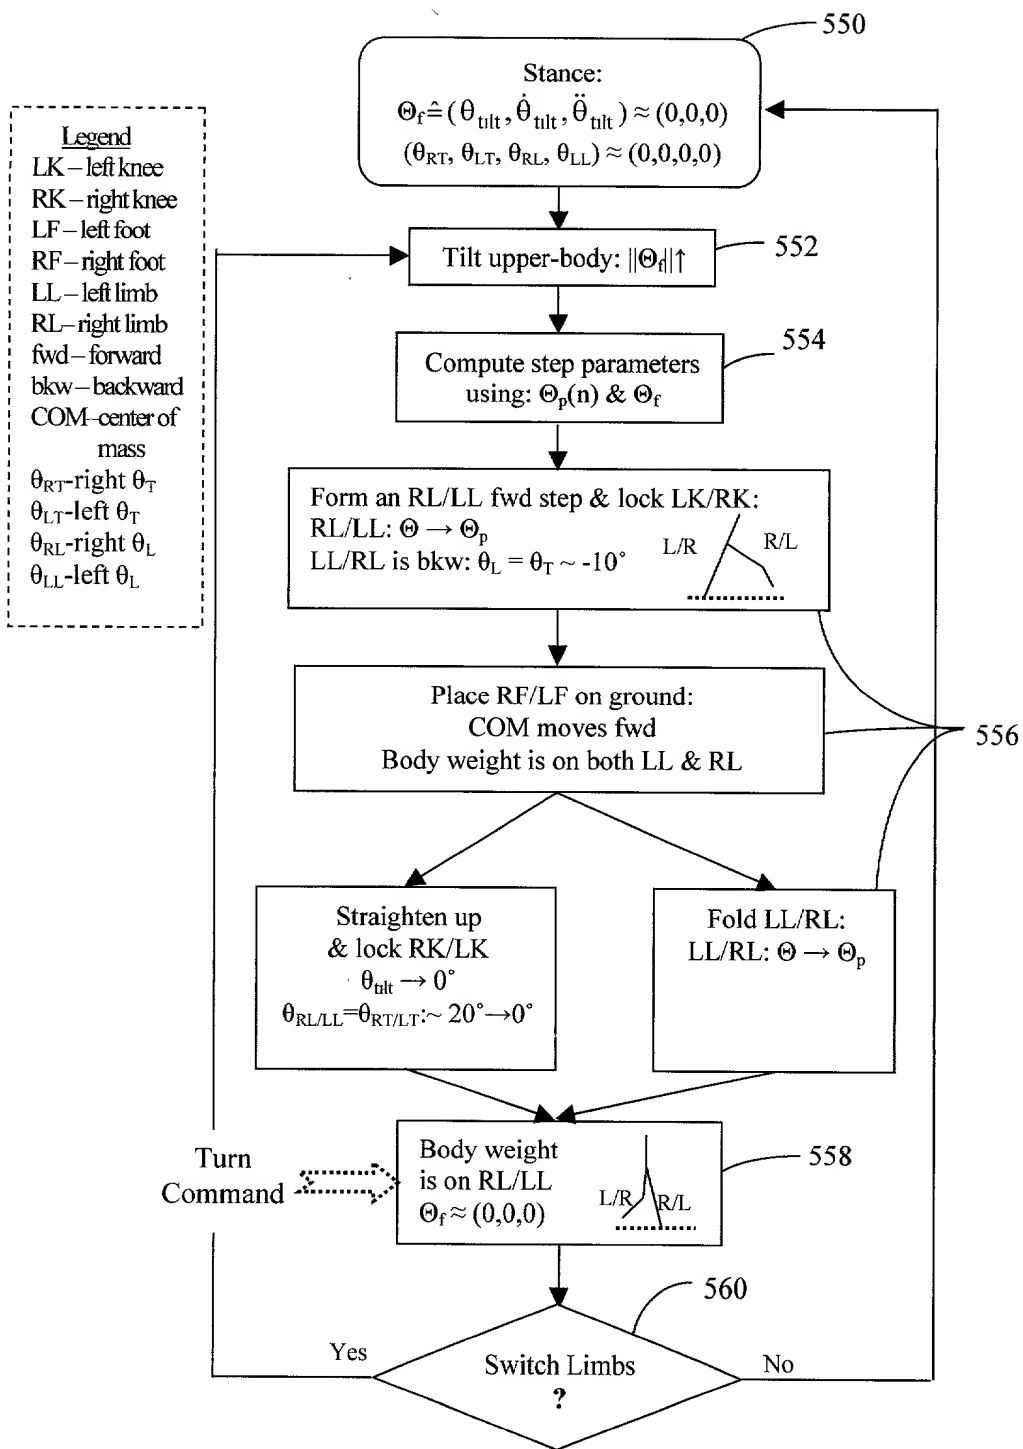 550
Stance:
Θf ≙ (θtilt, θ̇tilt, θ̈tilt) ≈ (0,0,0)
(θRT, θLT, θRL, θLL) ≈ (0,0,0,0)
Legend
LK – left knee
RK – right knee
LF – left foot
RF – right foot
LL – left limb
RL – right limb
fwd – forward
bkw – backward
COM–center of
mass
θRT-right θT
θLT-left θT
θRL-right θL
θLL-left θL
552
Tilt upper-body: ||Θf||↑
554
Compute step parameters
using: Θp(n) & Θf
Form an RL/LL fwd step & lock LK/RK:
RL/LL: Θ → Θp
LL/RL is bkw: θL = θT ~ -10°
L/R
R/L
Place RF/LF on ground:
COM moves fwd
Body weight is on both LL & RL
556
Straighten up
& lock RK/LK
θtilt → 0°
θRL/LL=θRT/LT:~ 20°→0°
Fold LL/RL:
LL/RL: Θ → Θp
Turn
Command
Body weight
is on RL/LL
Θf ≈ (0,0,0)
L/R
R/L
558
560
Yes
Switch Limbs
?
No